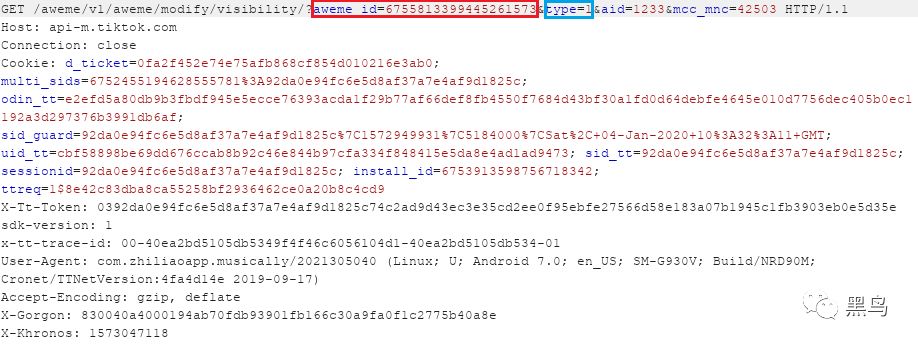 GET /aweme/v1/aweme/modify/visibility/?aweme_id=6755813399445261573&type=1&aid=1233&mcc_mnc=42503 HTTP/1.1
Host: api-m.tiktok.com
Connection: close
Cookie: d_ticket=0fa2f452e74e75afb868cf854d010216e3ab0;
multi_sids=6752455194628555781%3A92da0e94fc6e5d8af37a7e4af9d1825c;
odin_tt=e2efd5a80db9b3fbdf945e5ecce76393acda1f29b77af66def8fb4550f7684d43bf30a1fd0d64debfe4645e010d7756dec405b0ec1
192a3d297376b3991db6af;
sid_guard=92da0e94fc6e5d8af37a7e4af9d1825c%7C1572949931%7C5184000%7CSat%2C+04-Jan-2020+10%3A32%3A11+GMT;
uid_tt=cbf58898be69dd676ccab8b92c46e844b97cfa334f848415e5da8e4ad1ad9473; sid_tt=92da0e94fc6e5d8af37a7e4af9d1825c;
sessionid=92da0e94fc6e5d8af37a7e4af9d1825c; install_id=6753913598756718342;
ttreq=1$8e42c83dba8ca55258bf2936462ce0a20b8c4cd9
X-Tt-Token: 0392da0e94fc6e5d8af37a7e4af9d1825c74c2ad9d43ec3e35cd2ee0f95ebfe27566d58e183a07b1945c1fb3903eb0e5d35e
sdk-version: 1
x-tt-trace-id: 00-40ea2bd5105db5349f4f46c6056104d1-40ea2bd5105db534-01
User-Agent: com.zhiliaoapp.musically/2021305040 (Linux; U; Android 7.0; en_US; SM-G930V; Build/NRD90M;
Cronet/TTNetVersion:4fa4d14e 2019-09-17)
Accept-Encoding: gzip, deflate
X-Gorgon: 830040a4000194ab70fdb93901fb166c30a9fa0f1c2775b40a8e
黑鸟
X-Khronos: 1573047118